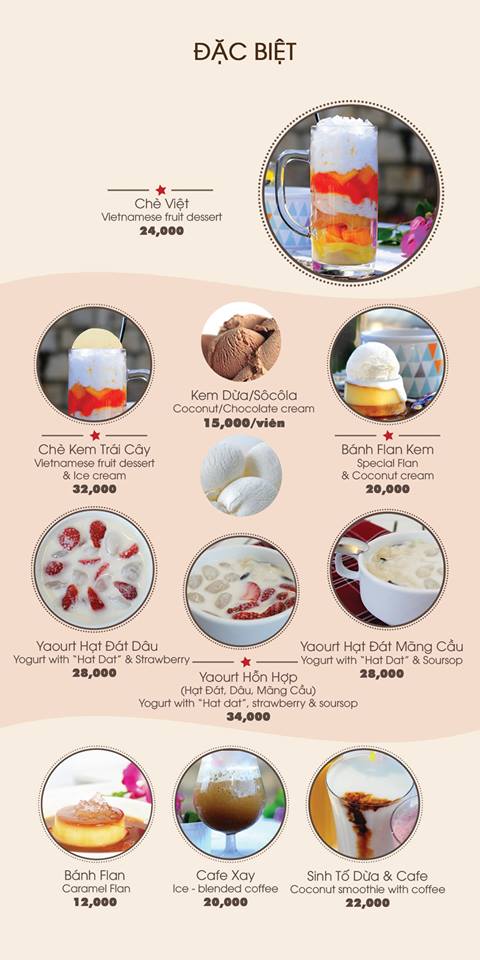 ĐẶC BIỆT
Chè Việt
Vietnamese fruit dessert
24,000
Kem Dừa/Sôcôla
Coconut/Chocolate cream
15,000/viên
Chè Kem Trái Cây
Vietnamese fruit dessert
& Ice cream
32,000
Bánh Flan Kem
Special Flan
& Coconut cream
20,000
Yaourt Hạt Đát Dâu
Yogurt with "Hat Dat" & Strawberry
28,000
Yaourt Hỗn Hợp
(Hạt Đát, Dâu, Mãng Cầu)
Yogurt with "Hat dat", strawberry & soursop
34,000
Yaourt Hạt Đát Mãng Cầu
Yogurt with "Hat Dat" & Soursop
28,000
Bánh Flan
Caramel Flan
12,000
Cafe Xay
Ice - blended coffee
20,000
Sinh Tố Dừa & Cafe
Coconut smoothie with coffee
22,000